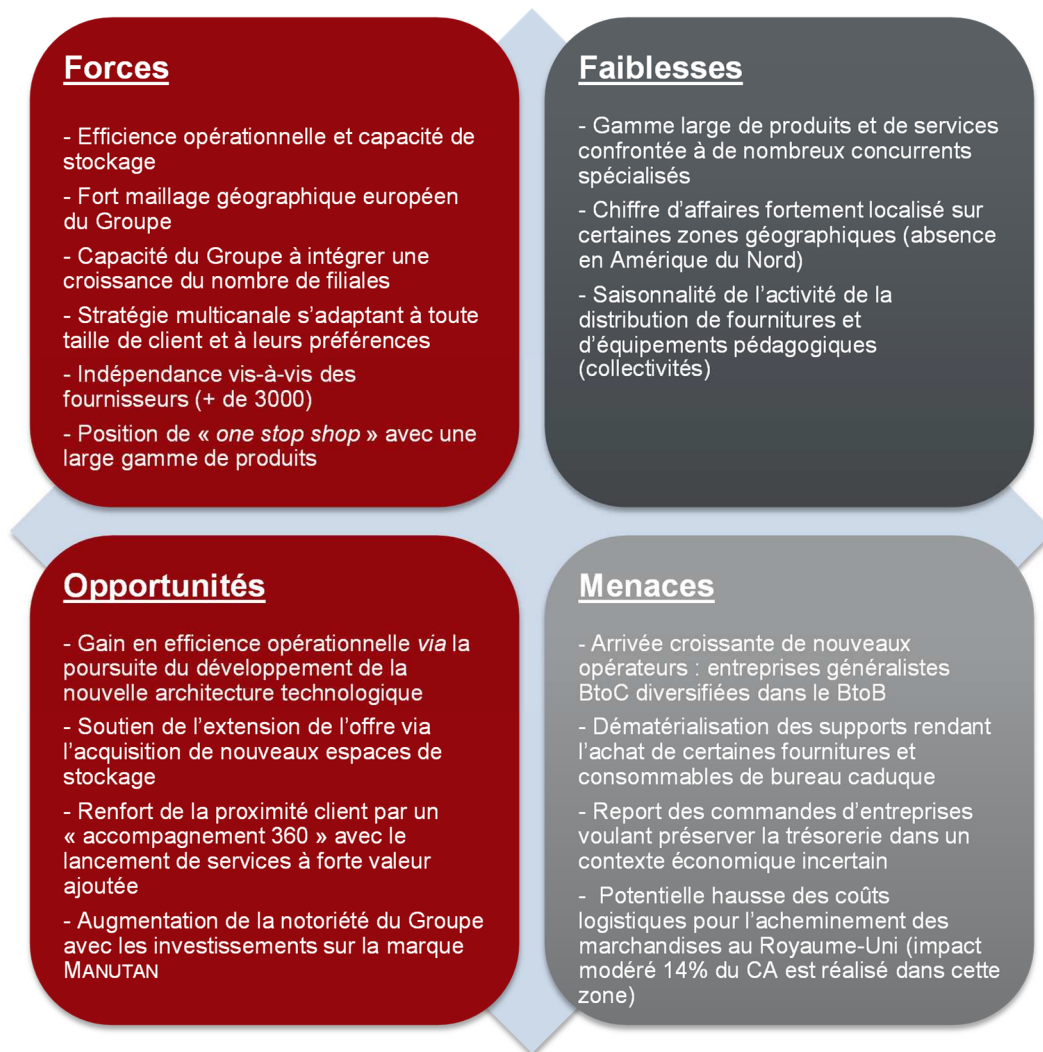 Forces
- Efficience opérationnelle et capacité de
stockage
- Fort maillage géographique européen
du Groupe
- Capacité du Groupe à intégrer une
croissance du nombre de filiales
- Stratégie multicanale s’adaptant à toute
taille de client et à leurs préférences
- Indépendance vis-à-vis des
fournisseurs (+ de 3000)
- Position de « one stop shop » avec une
large gamme de produits
Faiblesses
- Gamme large de produits et de services
confrontée à de nombreux concurrents
spécialisés
- Chiffre d’affaires fortement localisé sur
certaines zones géographiques (absence
en Amérique du Nord)
- Saisonnalité de l’activité de la
distribution de fournitures et
d’équipements pédagogiques
(collectivités)
Opportunités
- Gain en efficience opérationnelle via la
poursuite du développement de la
nouvelle architecture technologique
- Soutien de l’extension de l’offre via
l’acquisition de nouveaux espaces de
stockage
- Renfort de la proximité client par un
« accompagnement 360 » avec le
lancement de services à forte valeur
ajoutée
- Augmentation de la notoriété du Groupe
avec les investissements sur la marque
MANUTAN
Menaces
- Arrivée croissante de nouveaux
opérateurs : entreprises généralistes
BtoC diversifiées dans le BtoB
- Dématérialisation des supports rendant
l’achat de certaines fournitures et
consommables de bureau caduque
- Report des commandes d’entreprises
voulant préserver la trésorerie dans un
contexte économique incertain
- Potentielle hausse des coûts
logistiques pour l’acheminement des
marchandises au Royaume-Uni (impact
modéré 14% du CA est réalisé dans cette
zone)